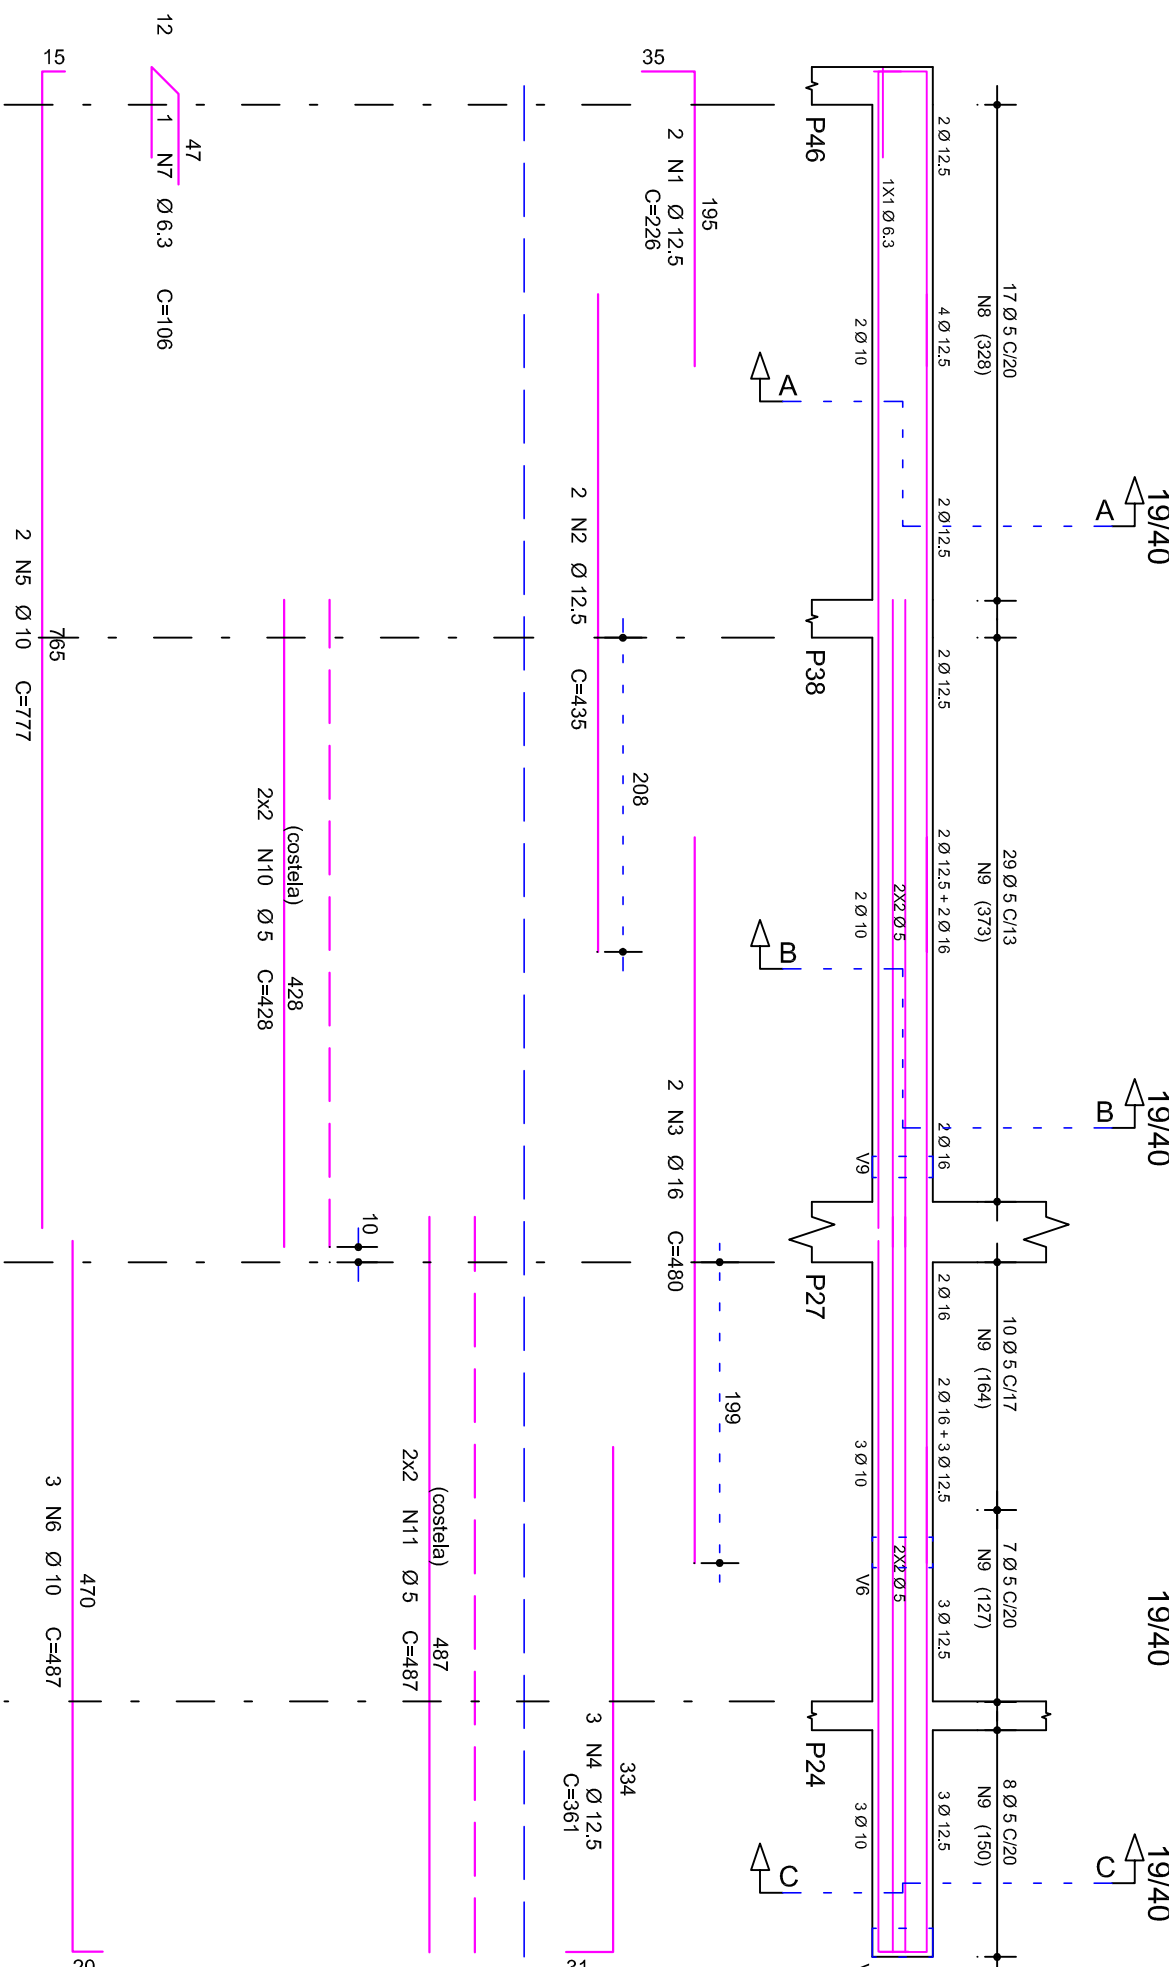 19/40
19/40
19/40
19/40
A
B
C
17 Ø 5 C/20
N8 (328)
29 Ø 5 C/13
N9 (373)
10 Ø 5 C/17
N9 (164)
7 Ø 5 C/20
N9 (127)
8 Ø 5 C/20
N9 (150)
2 Ø 12.5
4 Ø 12.5
2 Ø 12.5
2 Ø 12.5
2 Ø 12.5 + 2 Ø 16
2 Ø 16
2 Ø 16
2 Ø 16 + 3 Ø 12.5
3 Ø 12.5
3 Ø 12.5
1X1 Ø 6.3
2X2 Ø 5
2X2 Ø 5
2 Ø 10
2 Ø 10
V9
3 Ø 10
V6
3 Ø 10
P46
A
P38
B
P27
P24
C
35
195
2 N1 Ø 12.5
C=226
199
2 N3 Ø 16 C=480
208
2 N2 Ø 12.5 C=435
334
3 N4 Ø 12.5
C=361
31
(costela)
487
2x2 N11 Ø 5 C=487
10
(costela)
428
2x2 N10 Ø 5 C=428
12
47
1 N7 Ø 6.3 C=106
15
765
2 N5 Ø 10 C=777
470
3 N6 Ø 10 C=487
20